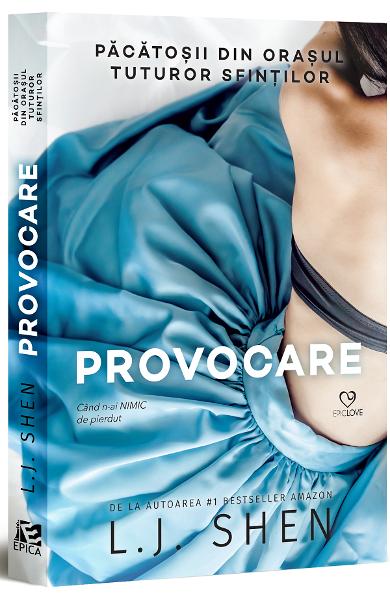 PĂCĂTOȘII DIN ORAȘUL
TUTUROR SFINȚILOR
PROVOCARE
Când n-ai NIMIC
de pierdut
EPICLOVE
DE LA AUTOAREA #1 BESTSELLER AMAZON
L.J. SHEN
PĂCĂTOȘII
DIN ORAȘUL
TUTUROR
SFINȚILOR
PROVOCARE
L.J. SHEN
EPICA